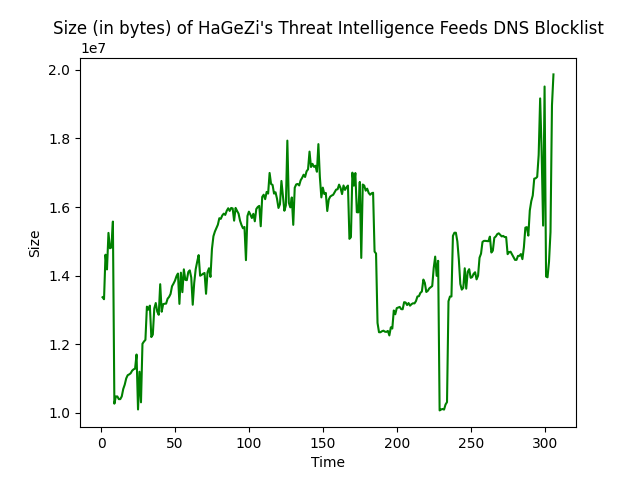 Size (in bytes) of HaGeZi's Threat Intelligence Feeds DNS Blocklist
1e7
2.0
1.8
1.6
1.4
1.2
1.0
Size
0 50 100 150 200 250 300
Time